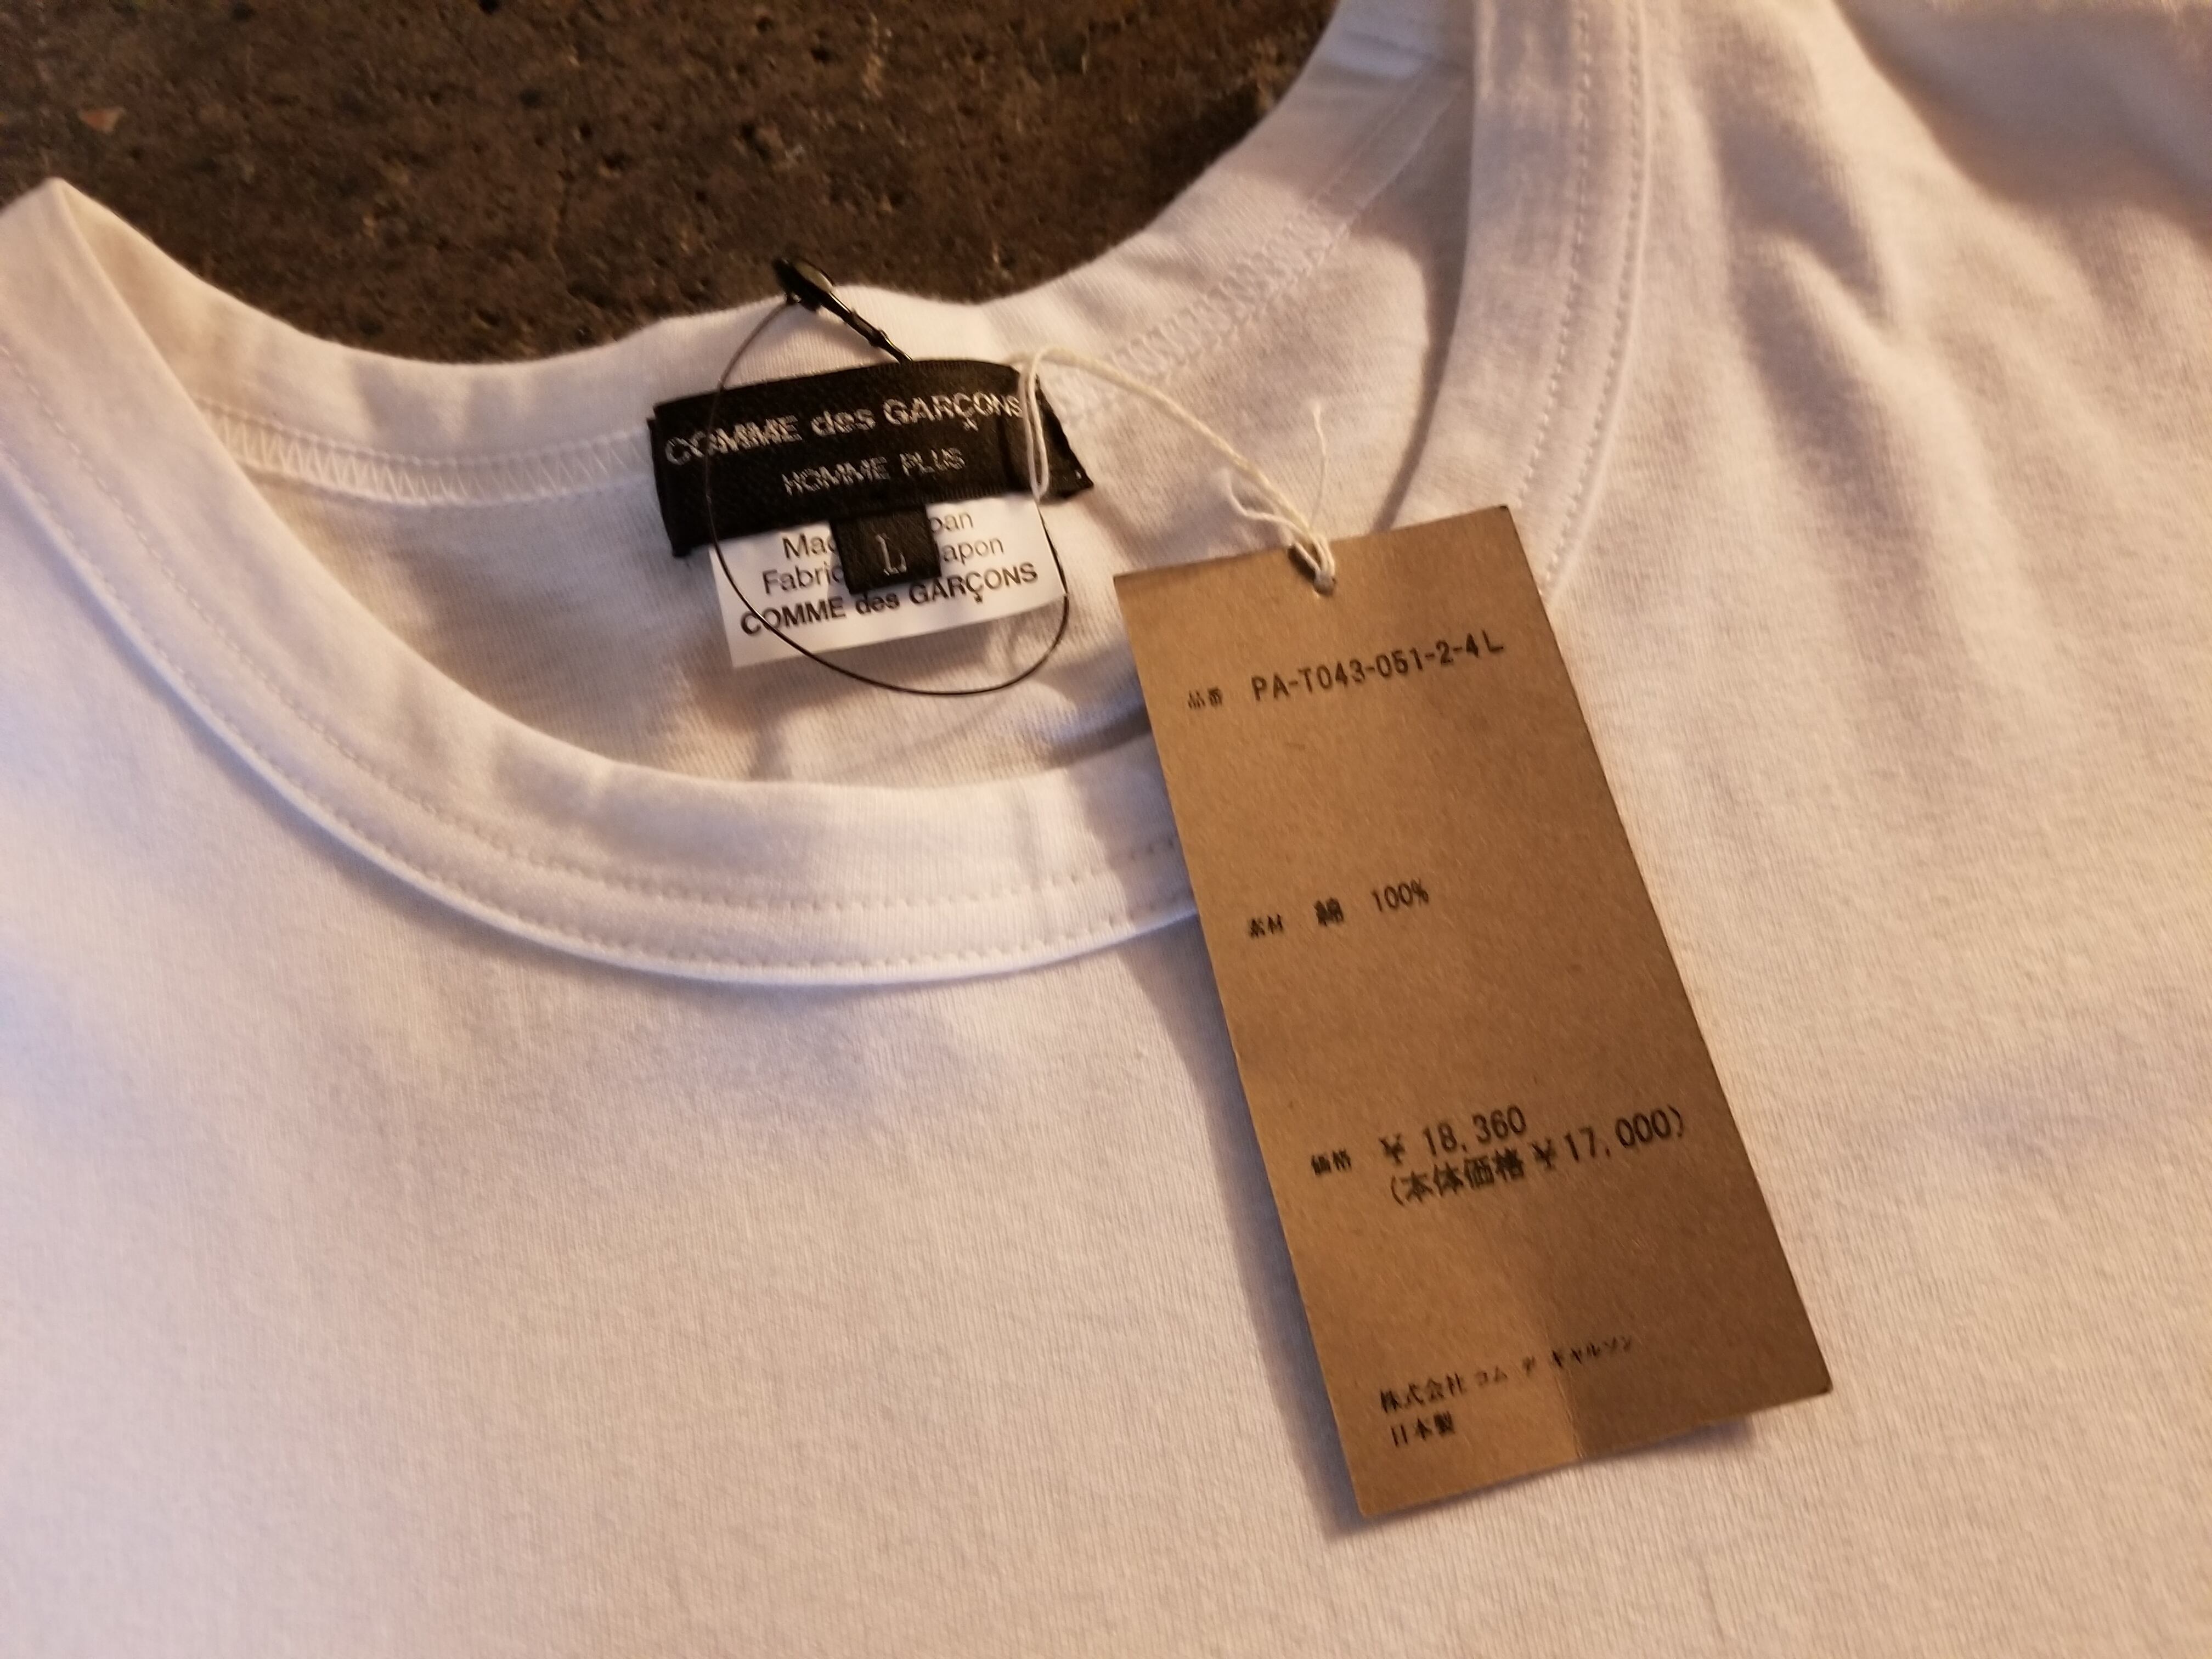 COMME des GARÇONS
HOMME PLUS
L
COMME des GARÇONS
品番 PA-T043-051-2-4L
素材 綿 100%
価格 ¥ 18,360
(本体価格 ¥17,000)
株式会社 コム デ ギャルソン
日本製